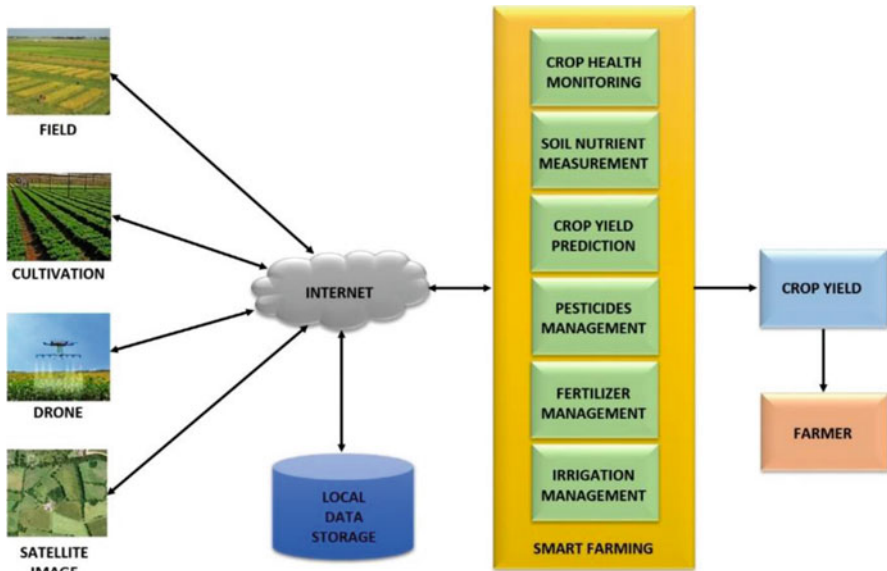 FIELD
CULTIVATION
DRONE
SATELLITE
IMAGE
INTERNET
LOCAL
DATA
STORAGE
CROP HEALTH
MONITORING
SOIL NUTRIENT
MEASUREMENT
CROP YIELD
PREDICTION
PESTICIDES
MANAGEMENT
FERTILIZER
MANAGEMENT
IRRIGATION
MANAGEMENT
SMART FARMING
CROP YIELD
FARMER